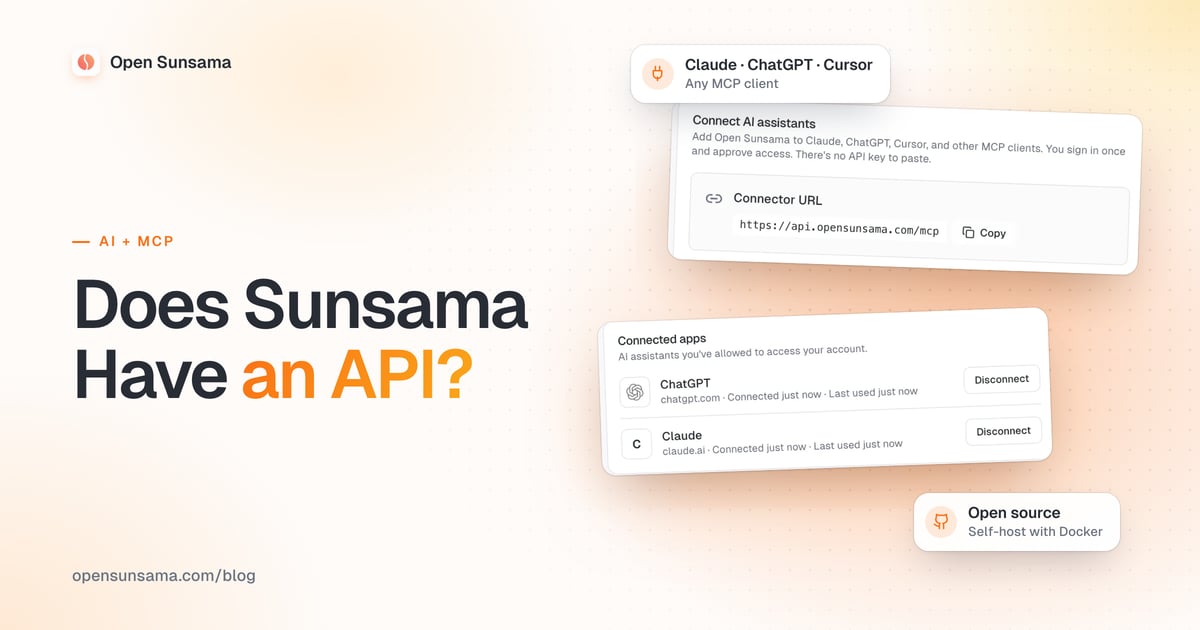 Open Sunsama
AI + MCP
Does Sunsama
Have an API?
opensunsama.com/blog
Claude · ChatGPT · Cursor
Any MCP client
Connect AI assistants
Add Open Sunsama to Claude, ChatGPT, Cursor, and other MCP clients. You sign in once
and approve access. There's no API key to paste.
Connector URL
https://api.opensunsama.com/mcp
Copy
Connected apps
AI assistants you've allowed to access your account.
ChatGPT
chatgpt.com · Connected just now · Last used just now
Disconnect
C
Claude
claude.ai · Connected just now · Last used just now
Disconnect
Open source
Self-host with Docker